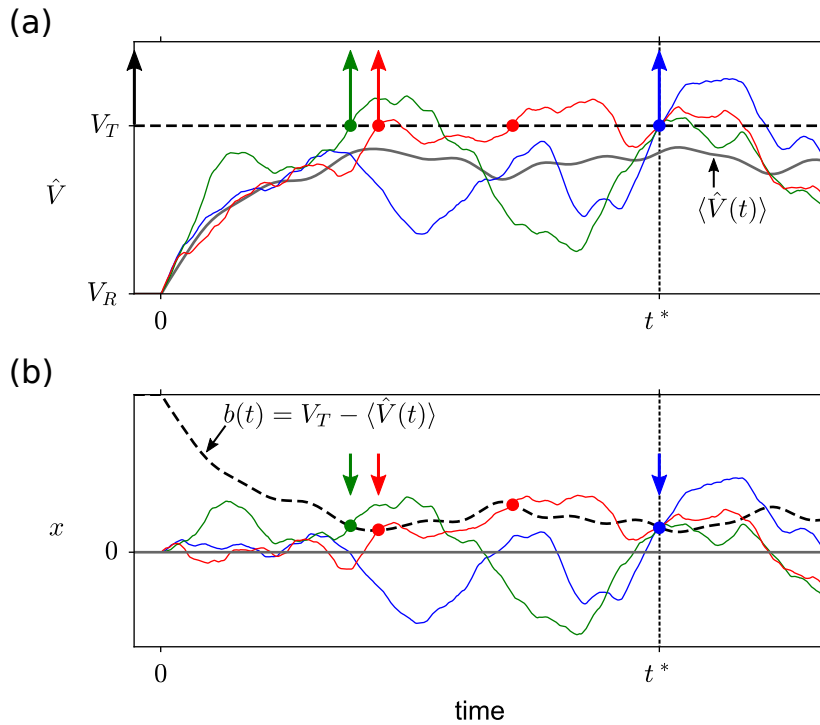 (a)
V_T
V̂
⟨V̂(t)⟩
V_R
0
t*
(b)
b(t) = V_T − ⟨V̂(t)⟩
x
0
0
t*
time